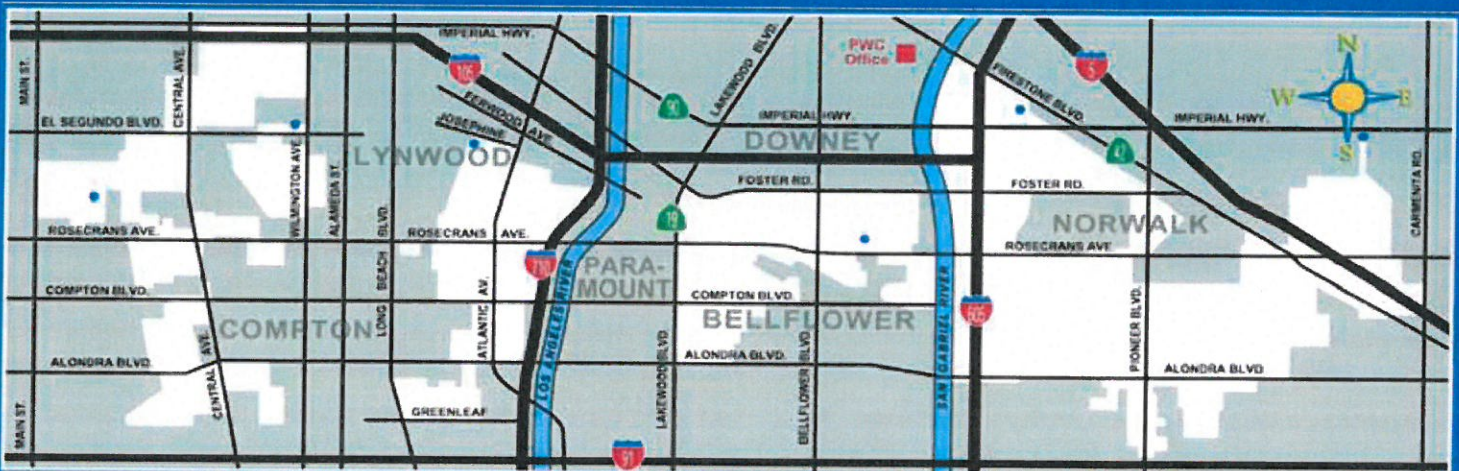 IMPERIAL HWY.
LAKEWOOD BLVD.
PWC
Office
N
W E
S
MAIN ST.
CENTRAL AVE.
105
5
FIRESTONE BLVD.
FERWOOD AVE.
JOSEPHINE
90
IMPERIAL HWY.
IMPERIAL HWY.
EL SEGUNDO BLVD.
DOWNEY
42
LYNWOOD
WILMINGTON AVE.
ALAMEDA ST.
FOSTER RD.
FOSTER RD.
CARMENITA RD.
LONG BEACH BLVD.
19
NORWALK
ROSECRANS AVE.
ROSECRANS AVE.
ROSECRANS AVE
710
PARA-
MOUNT
LOS ANGELES RIVER
COMPTON BLVD.
COMPTON BLVD.
605
COMPTON
BELLFLOWER
ATLANTIC AV.
SAN GABRIEL RIVER
PIONEER BLVD.
ALONDRA BLVD.
ALONDRA BLVD.
ALONDRA BLVD
CENTRAL AVE.
LAKEWOOD BLVD
BELLFLOWER BLVD.
GREENLEAF
MAIN ST.
91